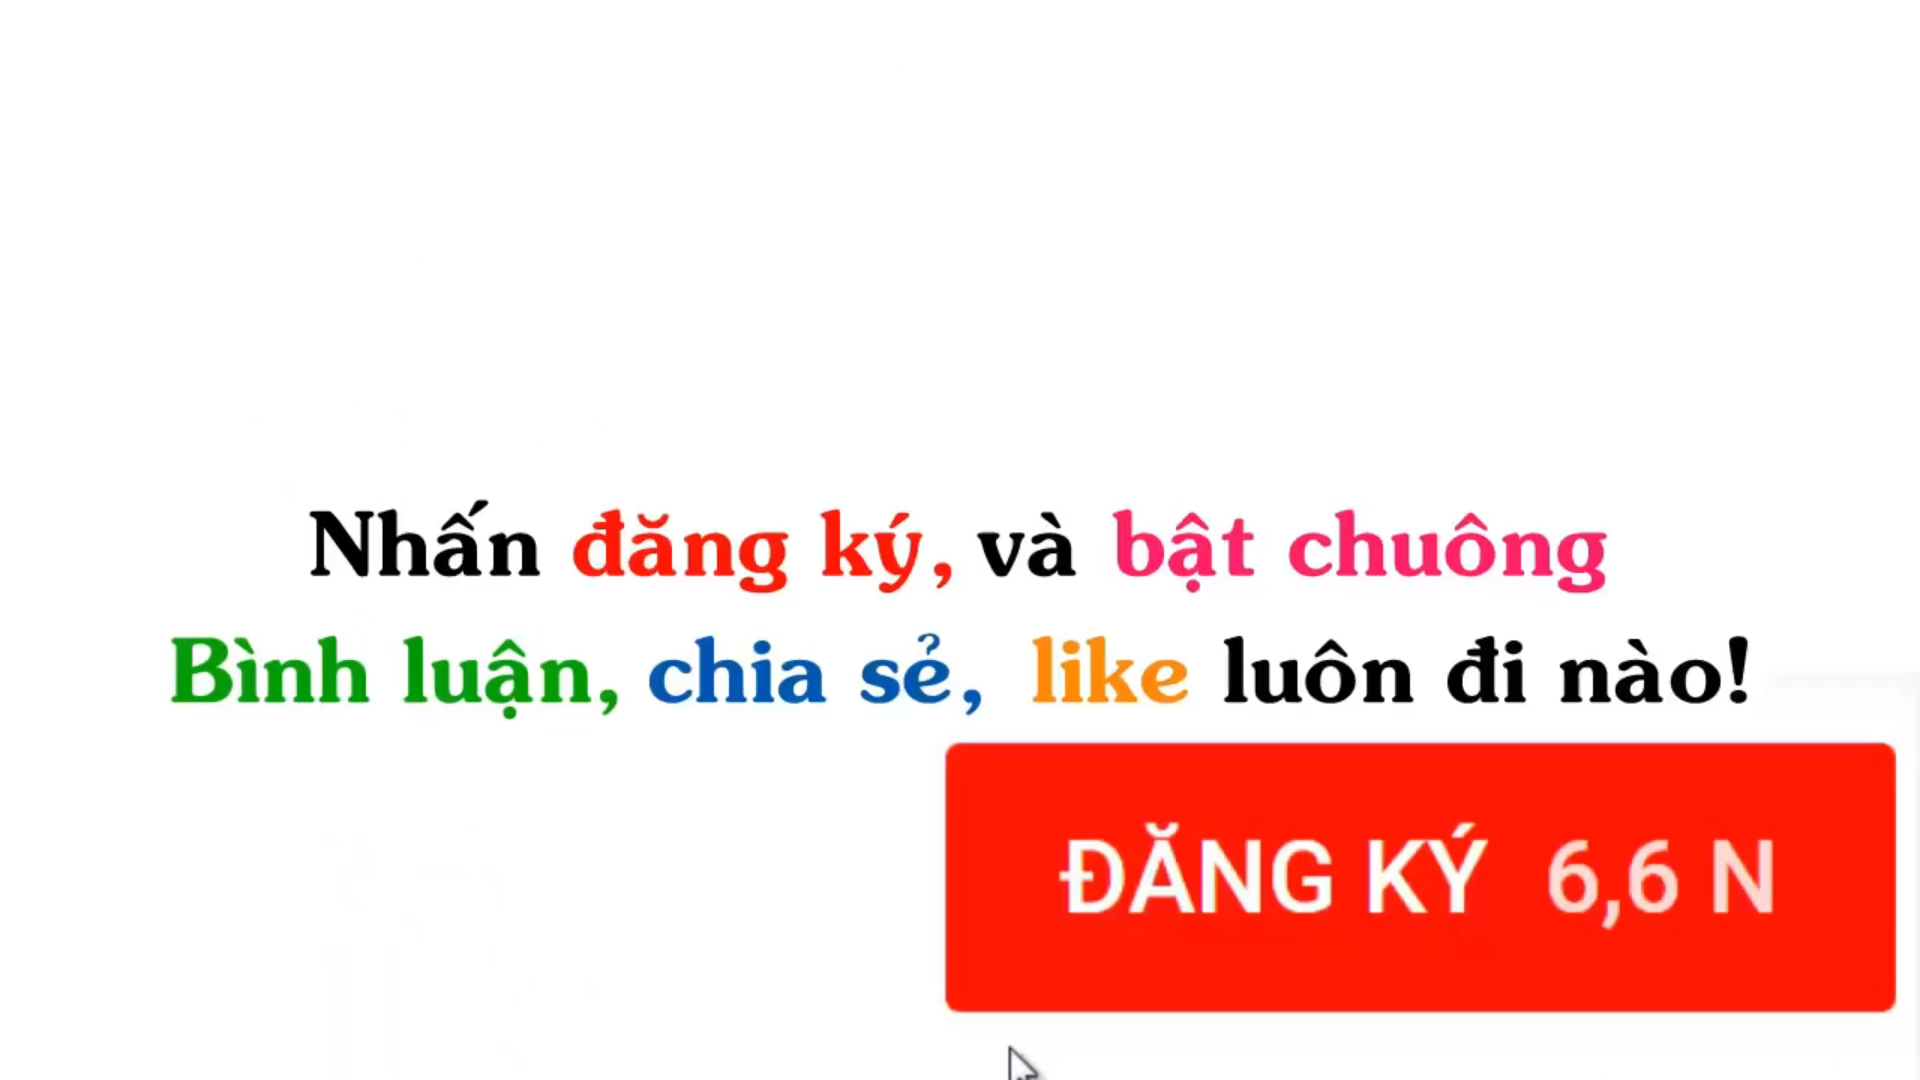 Nhấn đăng ký, và bật chuông
Bình luận, chia sẻ, like luôn đi nào!
ĐĂNG KÝ 6,6 N